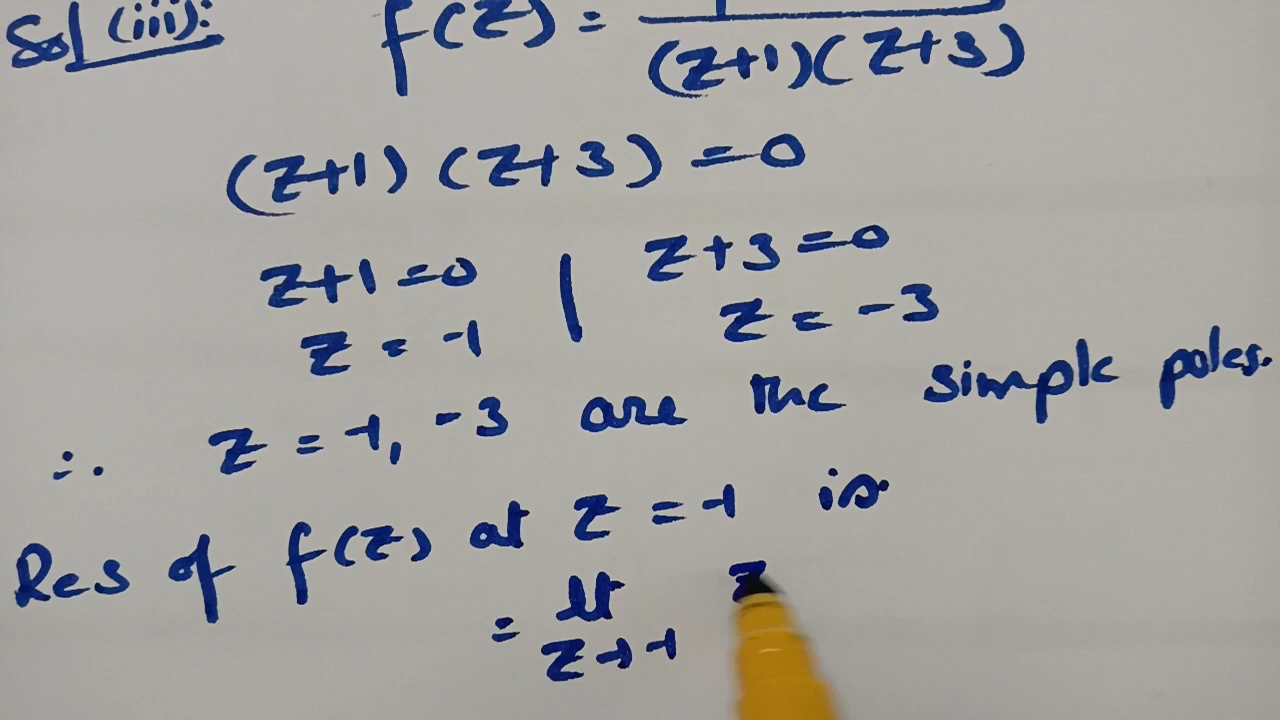 Sol (iii): f(z) =
(z+1)(z+3)
(z+1) (z+3) = 0
z+1 = 0 | z+3 = 0
z = -1 | z = -3
∴ z = -1, -3 are the simple poles.
Res of f(z) at z = -1 is
= lt z
z→-1